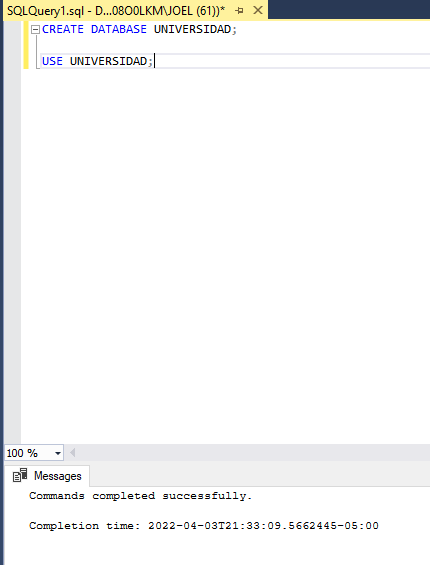 SQLQuery1.sql - D...08O0LKM\JOEL (61))*
CREATE DATABASE UNIVERSIDAD;
USE UNIVERSIDAD;
100 %
Messages
Commands completed successfully.
Completion time: 2022-04-03T21:33:09.5662445-05:00